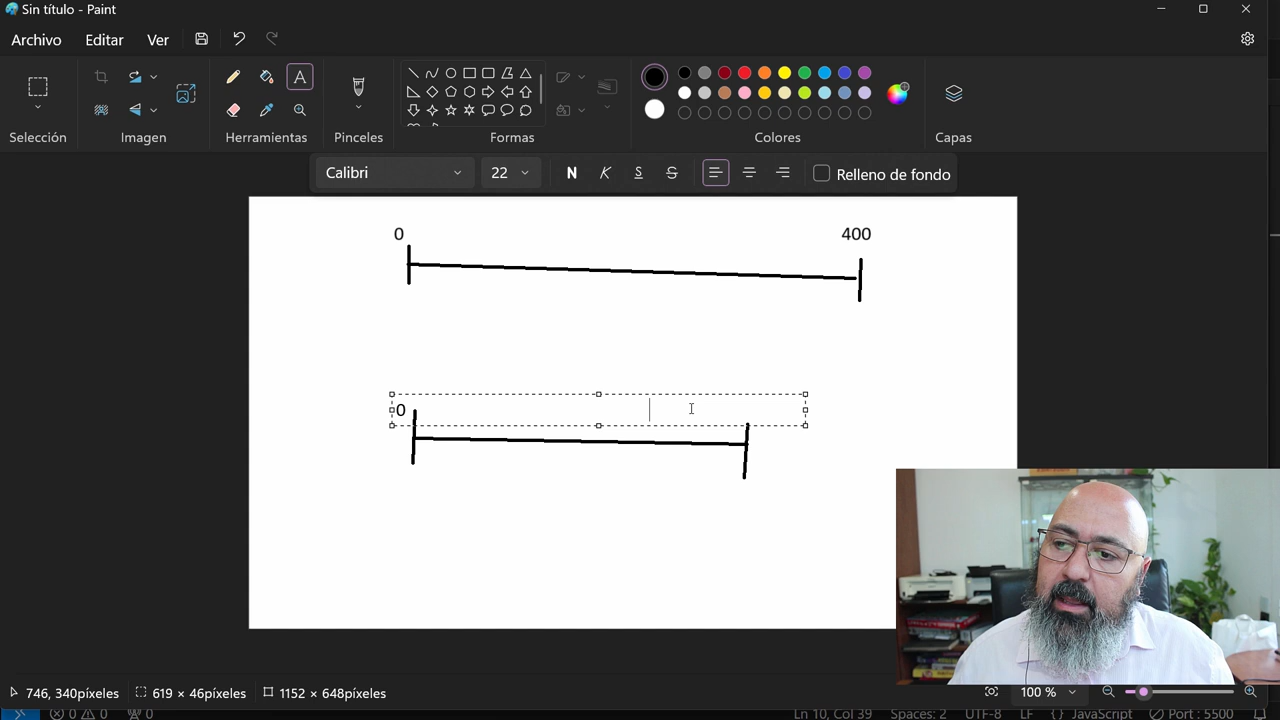 Sin título - Paint
Archivo Editar Ver
Selección Imagen Herramientas Pinceles Formas Colores Capas
Calibri 22 N K S S Relleno de fondo
0 400
0
746, 340píxeles 619 × 46píxeles 1152 × 648píxeles 100 %
0 0 0 Ln 10, Col 39 Spaces: 2 UTF-8 LF {} JavaScript Port : 5500